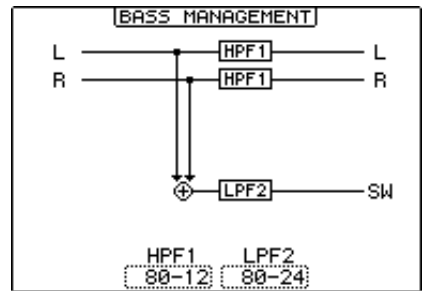 BASS MANAGEMENT
L HPF1 L
R HPF1 R
LPF2 SW
HPF1 LPF2
80-12 80-24